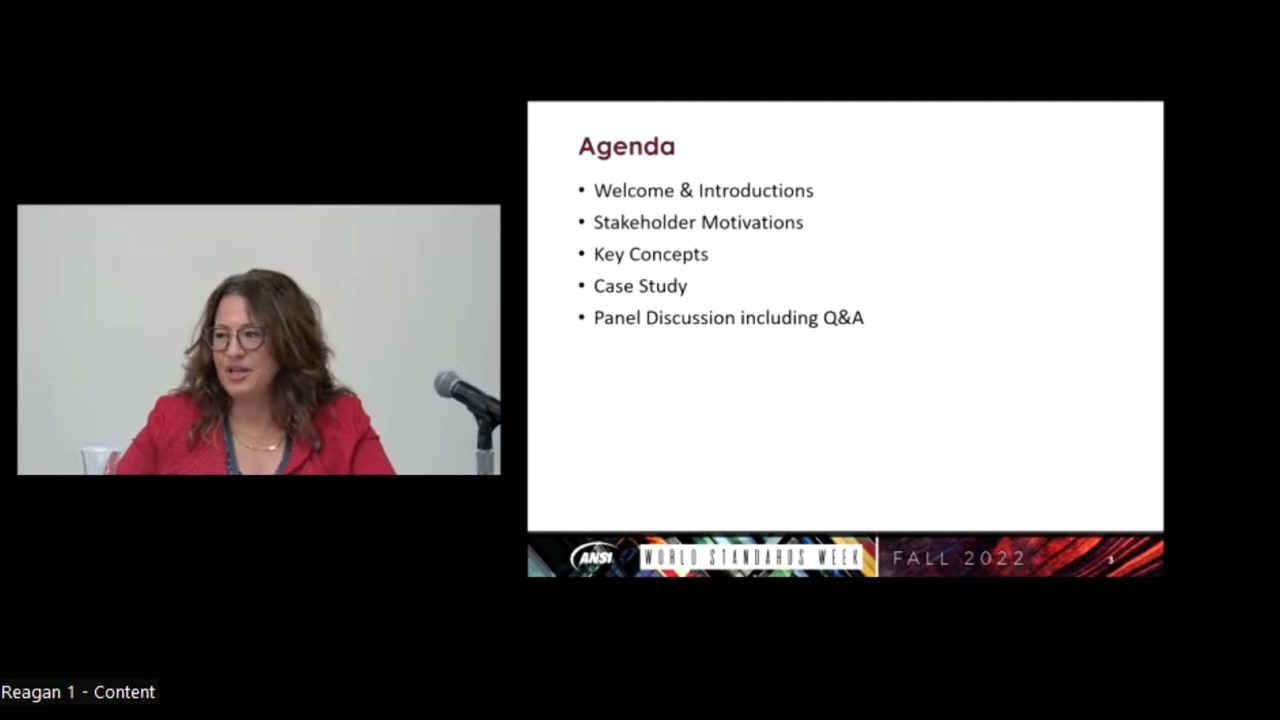 Agenda
• Welcome & Introductions
• Stakeholder Motivations
• Key Concepts
• Case Study
• Panel Discussion including Q&A
ANSI WORLD STANDARDS WEEK FALL 2022 3
Reagan 1 - Content